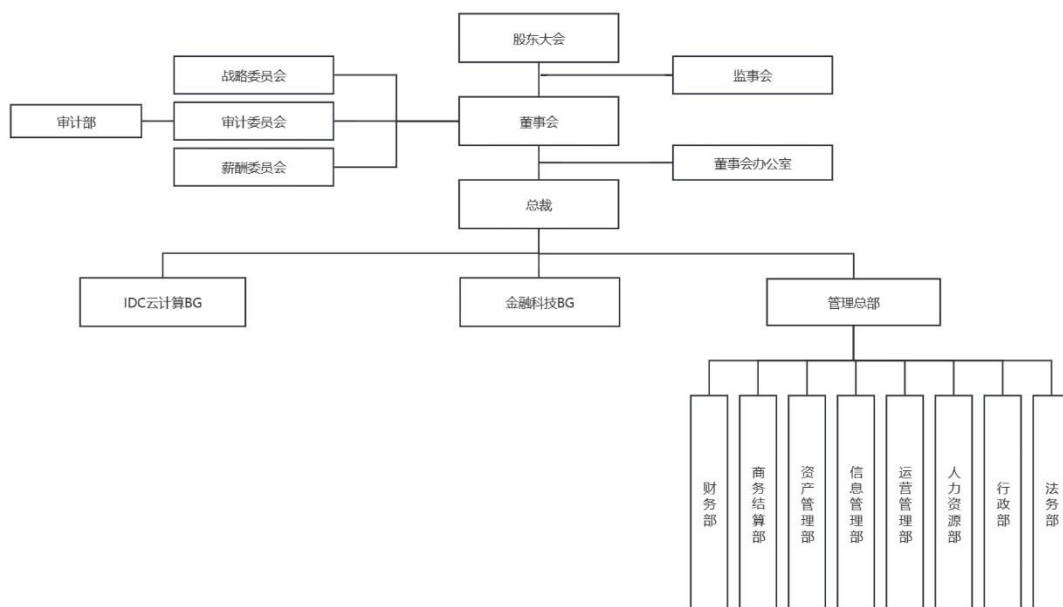 股东大会
战略委员会
监事会
审计部
审计委员会
董事会
薪酬委员会
董事会办公室
总裁
IDC云计算BG
金融科技BG
管理总部
财务部
商务结算部
资产管理部
信息管理部
运营管理部
人力资源部
行政部
法务部